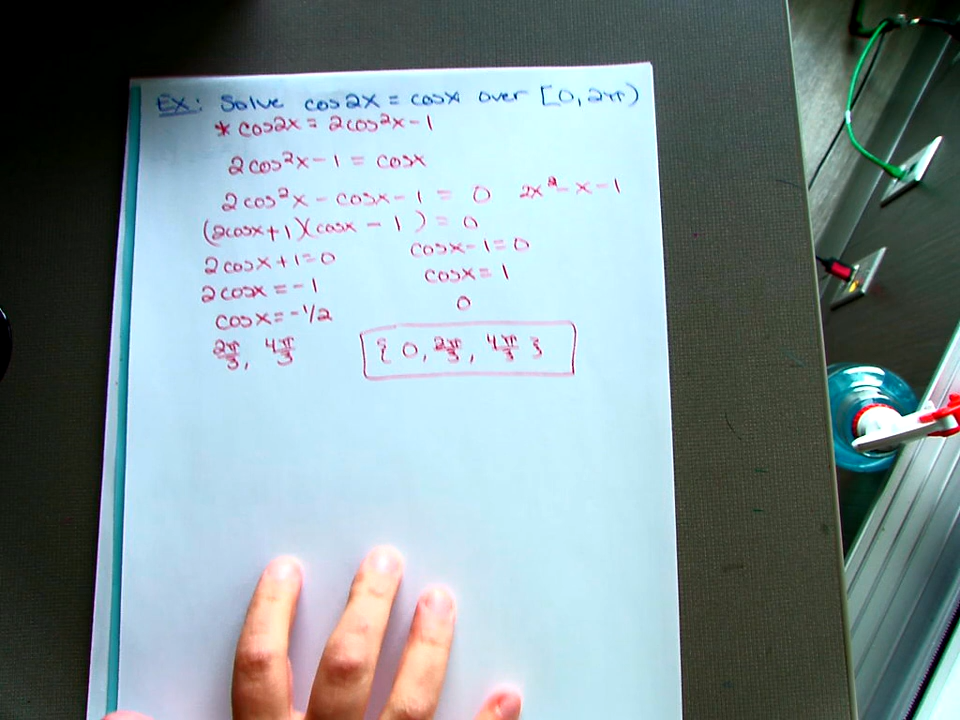 EX: Solve cos2x = cosx over [0, 2π)
* cos2x = 2cos²x - 1
2cos²x - 1 = cosx
2cos²x - cosx - 1 = 0 2x² - x - 1
(2cosx + 1)(cosx - 1) = 0
2cosx + 1 = 0 cosx - 1 = 0
2cosx = -1 cosx = 1
cosx = -1/2 0
2π/3, 4π/3 { 0, 2π/3, 4π/3 }